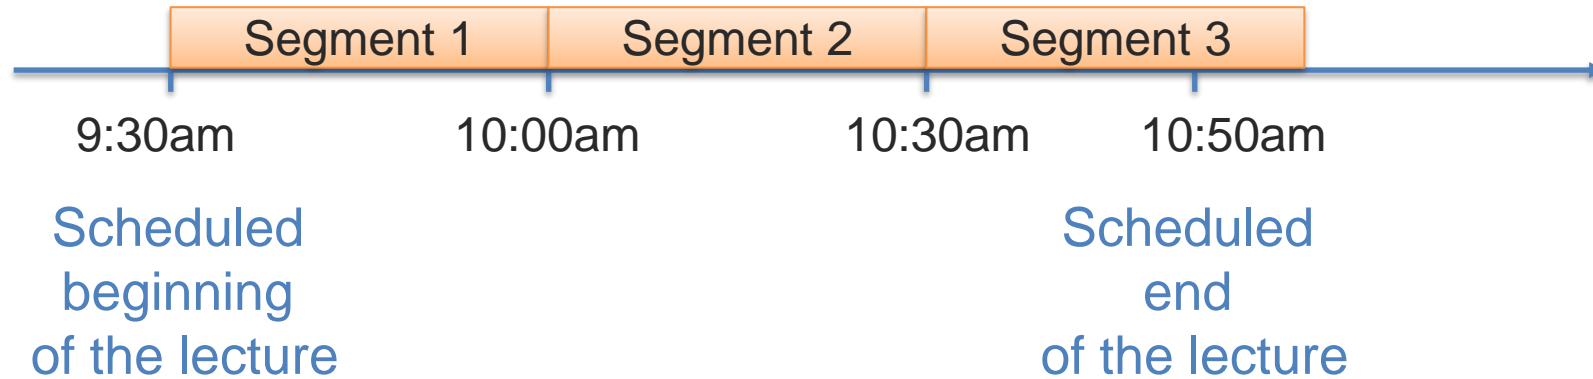 Segment 1 Segment 2 Segment 3
9:30am 10:00am 10:30am 10:50am
Scheduled
beginning
of the lecture
Scheduled
end
of the lecture